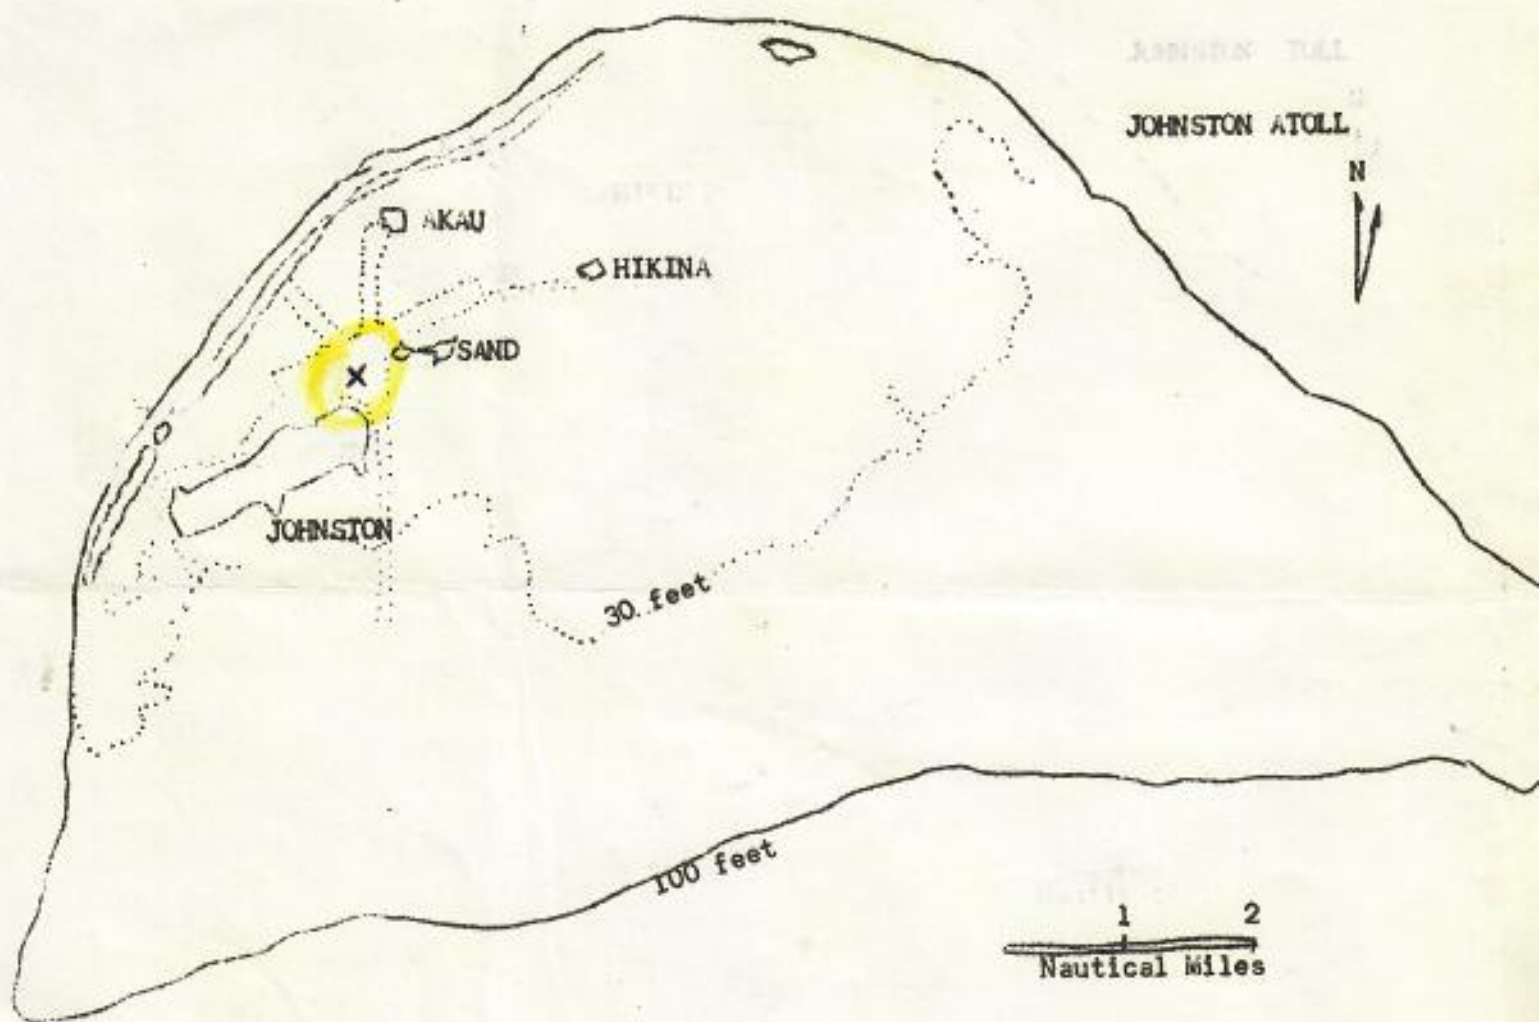 JOHNSTON ATOLL
N
AKAU
HIKINA
SAND
X
JOHNSTON
30 feet
100 feet
1 2
Nautical Miles